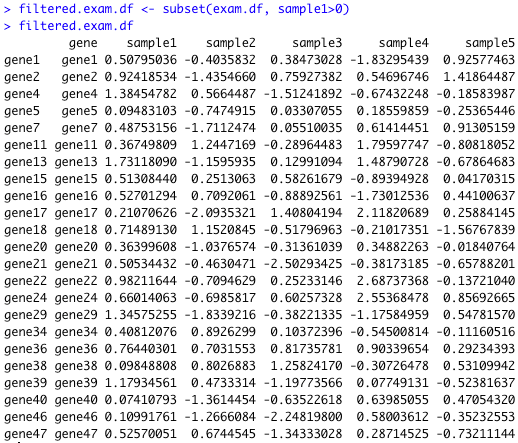 > filtered.exam.df <- subset(exam.df, sample1>0)
> filtered.exam.df
gene sample1 sample2 sample3 sample4 sample5
gene1 gene1 0.50795036 -0.4035832 0.38473028 -1.83295439 0.92577463
gene2 gene2 0.92418534 -1.4354660 0.75927382 0.54696746 1.41864487
gene4 gene4 1.38454782 0.5664487 -1.51241892 -0.67432248 -0.18583987
gene5 gene5 0.09483103 -0.7474915 0.03307055 0.18559859 -0.25365446
gene7 gene7 0.48753156 -1.7112474 0.05510035 0.61414451 0.91305159
gene11 gene11 0.36749809 1.2447169 -0.28964483 1.79597747 -0.80818052
gene13 gene13 1.73118090 -1.1595935 0.12991094 1.48790728 -0.67864683
gene15 gene15 0.51308440 0.2513063 0.58261679 -0.89394928 0.04170315
gene16 gene16 0.52701294 0.7092061 -0.88892561 -1.73012536 0.44100637
gene17 gene17 0.21070626 -2.0935321 1.40804194 2.11820689 0.25884145
gene18 gene18 0.71489130 1.1520845 -0.51796963 -0.21017351 -1.56767839
gene20 gene20 0.36399608 -1.0376574 -0.31361039 0.34882263 -0.01840764
gene21 gene21 0.50534432 -0.4630471 -2.50293425 -0.38173185 -0.65788201
gene22 gene22 0.98211644 -0.7094629 0.25233146 2.68737368 -0.13721040
gene24 gene24 0.66014063 -0.6985817 0.60257328 2.55368478 0.85692665
gene29 gene29 1.34575255 -1.8339216 -0.38221335 -1.17584959 0.54781570
gene34 gene34 0.40812076 0.8926299 0.10372396 -0.54500814 -0.11160516
gene36 gene36 0.76440301 0.7031553 0.81735781 0.90339654 0.29234393
gene38 gene38 0.09848808 0.8026883 1.25824170 -0.30726478 0.53109942
gene39 gene39 1.17934561 0.4733314 -1.19773566 0.07749131 -0.52381637
gene40 gene40 0.07410793 -1.3614454 -0.63522618 0.63985055 0.47054320
gene46 gene46 0.10991761 -1.2666084 -2.24819800 0.58003612 -0.35232553
gene47 gene47 0.52570051 0.6744545 -1.34333028 0.28714525 -0.73211144